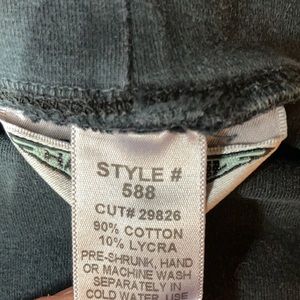 STYLE #
588
CUT# 29826
90% COTTON
10% LYCRA
PRE-SHRUNK, HAND
OR MACHINE WASH
SEPARATELY IN
COLD WATER. USE